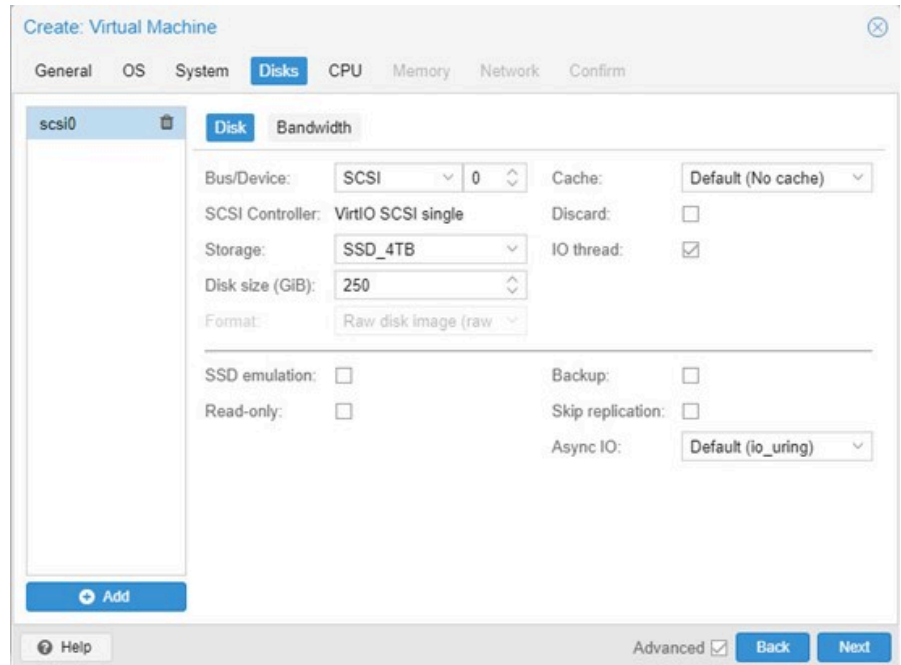 Create: Virtual Machine
General OS System Disks CPU Memory Network Confirm
scsi0
Disk Bandwidth
Bus/Device: SCSI 0 Cache: Default (No cache)
SCSI Controller: VirtIO SCSI single Discard:
Storage: SSD_4TB IO thread:
Disk size (GiB): 250
Format: Raw disk image (raw
SSD emulation: Backup:
Read-only: Skip replication:
Async IO: Default (io_uring)
Add
Help Advanced Back Next